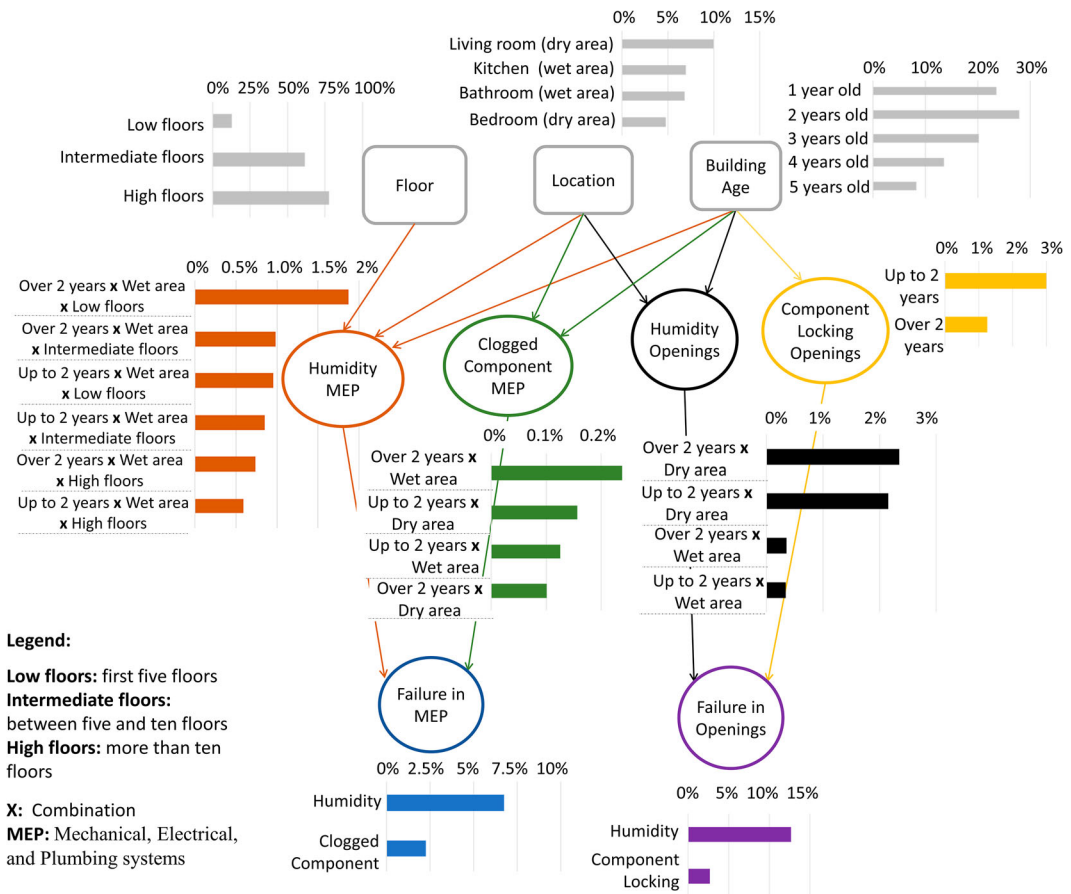 0% 5% 10% 15%
Living room (dry area)
Kitchen (wet area)
Bathroom (wet area)
Bedroom (dry area)
0% 25% 50% 75% 100%
Low floors
Intermediate floors
High floors
0% 10% 20% 30%
1 year old
2 years old
3 years old
4 years old
5 years old
Floor
Location
Building
Age
0% 0.5% 1.0% 1.5% 2%
Over 2 years x Wet area
x Low floors
Over 2 years x Wet area
x Intermediate floors
Up to 2 years x Wet area
x Low floors
Up to 2 years x Wet area
x Intermediate floors
Over 2 years x Wet area
x High floors
Up to 2 years x Wet area
x High floors
Humidity
MEP
Clogged
Component
MEP
Humidity
Openings
Component
Locking
Openings
0% 1% 2% 3%
Up to 2
years
Over 2
years
0% 0.1% 0.2%
Over 2 years x
Wet area
Up to 2 years x
Dry area
Up to 2 years x
Wet area
Over 2 years x
Dry area
0% 1% 2% 3%
Over 2 years x
Dry area
Up to 2 years x
Dry area
Over 2 years x
Wet area
Up to 2 years x
Wet area
Failure in
MEP
Failure in
Openings
Legend:
Low floors: first five floors
Intermediate floors:
between five and ten floors
High floors: more than ten
floors
X: Combination
MEP: Mechanical, Electrical,
and Plumbing systems
0% 2.5% 5% 7.5% 10%
Humidity
Clogged
Component
0% 5% 10% 15%
Humidity
Component
Locking